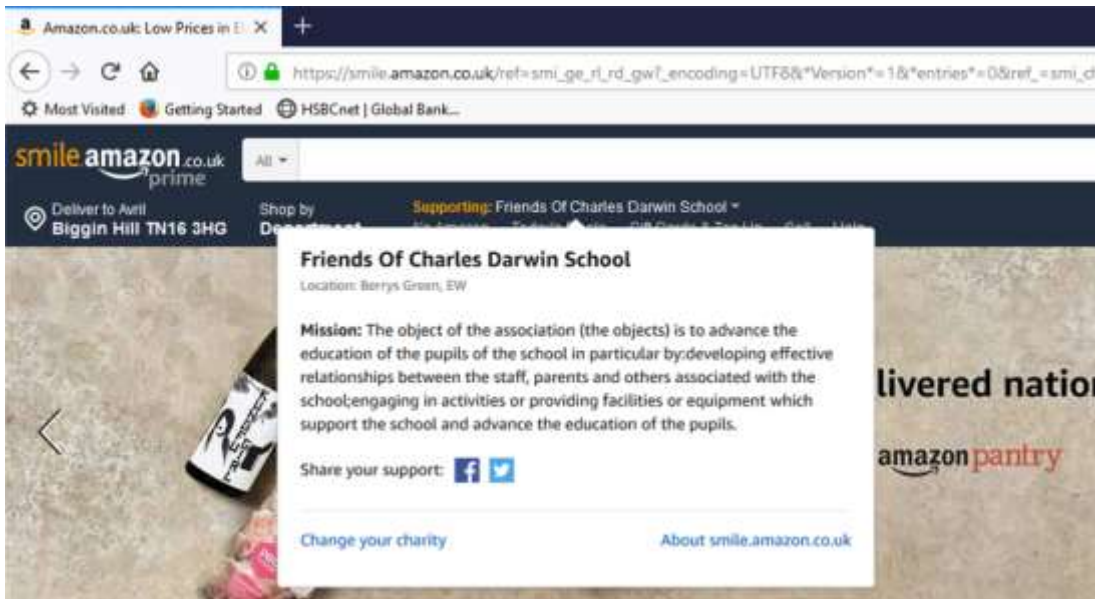 Amazon.co.uk: Low Prices in El
https://smile.amazon.co.uk/ref=smi_ge_rl_rd_gw?_encoding=UTF8&*Version*=1&*entries*=0&ref_=smi_cl
Most Visited Getting Started HSBCnet | Global Bank...
smile.amazon.co.uk
prime
All
Deliver to Avril
Biggin Hill TN16 3HG
Shop by
Department
Supporting: Friends Of Charles Darwin School
Friends Of Charles Darwin School
Location: Berrys Green, EW
Mission: The object of the association (the objects) is to advance the
education of the pupils of the school in particular by:developing effective
relationships between the staff, parents and others associated with the
school;engaging in activities or providing facilities or equipment which
support the school and advance the education of the pupils.
Share your support:
Change your charity About smile.amazon.co.uk
livered nation
amazon pantry